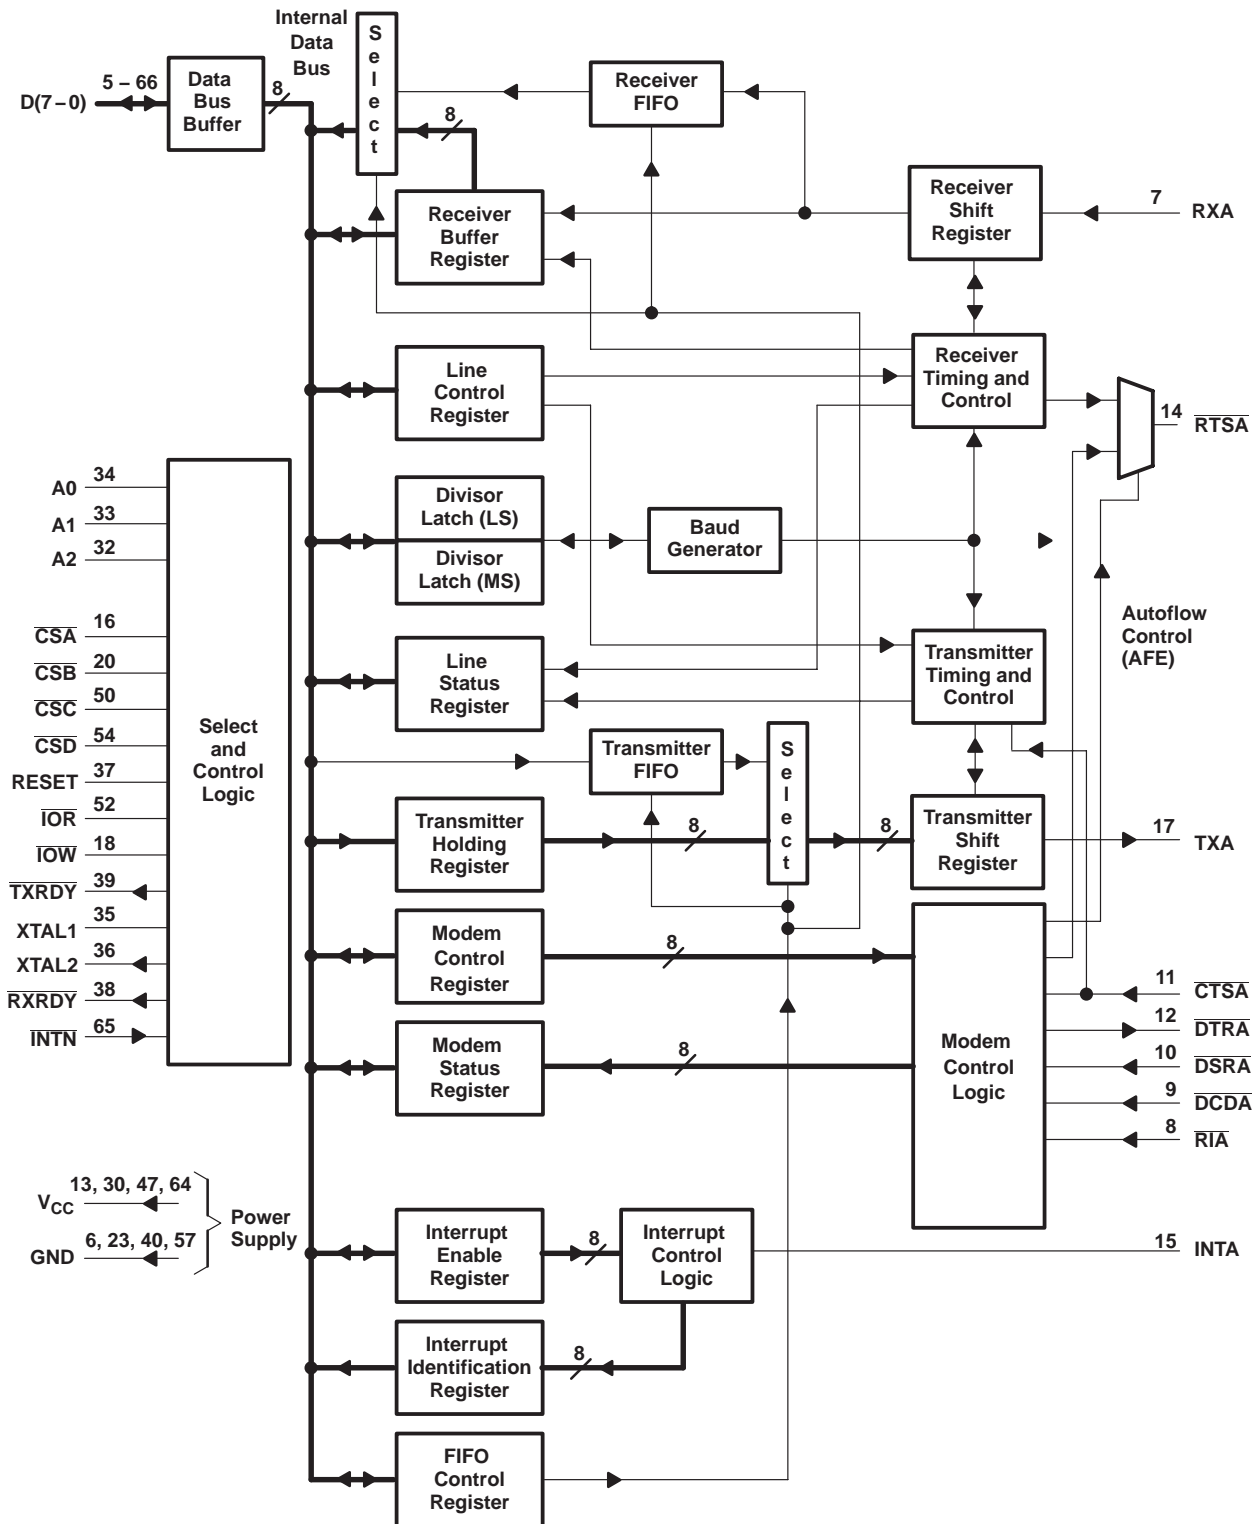 Internal
Data
Bus
S
e
l
e
c
t
5 – 66
D(7–0)
Data
Bus
Buffer
8
8
Receiver
FIFO
Receiver
Buffer
Register
Receiver
Shift
Register
7
RXA
Line
Control
Register
Receiver
Timing and
Control
14
RTSA
A0
34
A1
33
A2
32
CSA
16
CSB
20
CSC
50
CSD
54
RESET
37
IOR
52
IOW
18
TXRDY
39
XTAL1
35
XTAL2
36
RXRDY
38
INTN
65
Select
and
Control
Logic
Divisor
Latch (LS)
Divisor
Latch (MS)
Baud
Generator
Autoflow
Control
(AFE)
Line
Status
Register
Transmitter
Timing and
Control
Transmitter
FIFO
S
e
l
e
c
t
Transmitter
Holding
Register
8
8
Transmitter
Shift
Register
17
TXA
Modem
Control
Register
8
Modem
Status
Register
8
Modem
Control
Logic
11
CTSA
12
DTRA
10
DSRA
9
DCDA
8
RIA
VCC
13, 30, 47, 64
GND
6, 23, 40, 57
Power
Supply
Interrupt
Enable
Register
8
Interrupt
Control
Logic
15
INTA
Interrupt
Identification
Register
8
FIFO
Control
Register